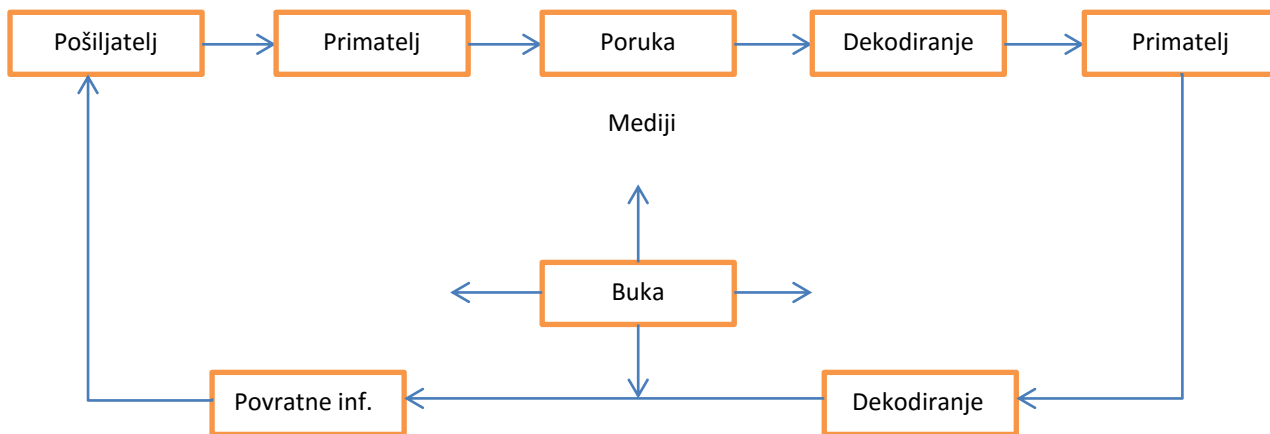 Pošiljatelj
Primatelj
Poruka
Dekodiranje
Primatelj
Mediji
Buka
Povratne inf.
Dekodiranje